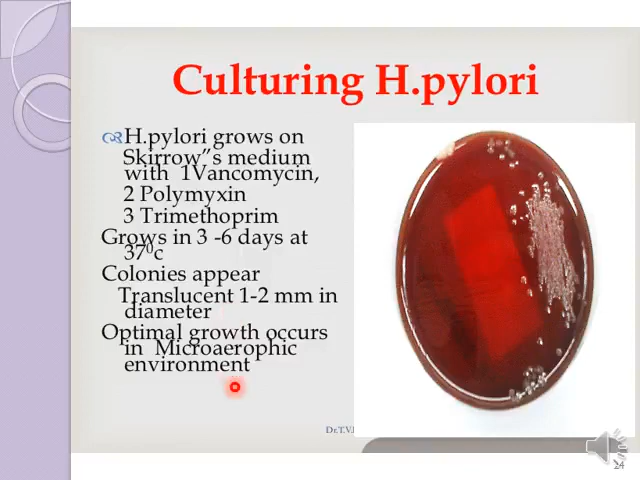 Culturing H.pylori
H.pylori grows on
Skirrow”s medium
with 1Vancomycin,
2 Polymyxin
3 Trimethoprim
Grows in 3 -6 days at
37⁰c
Colonies appear
Translucent 1-2 mm in
diameter
Optimal growth occurs
in Microaerophic
environment
Dr.T.V.
24